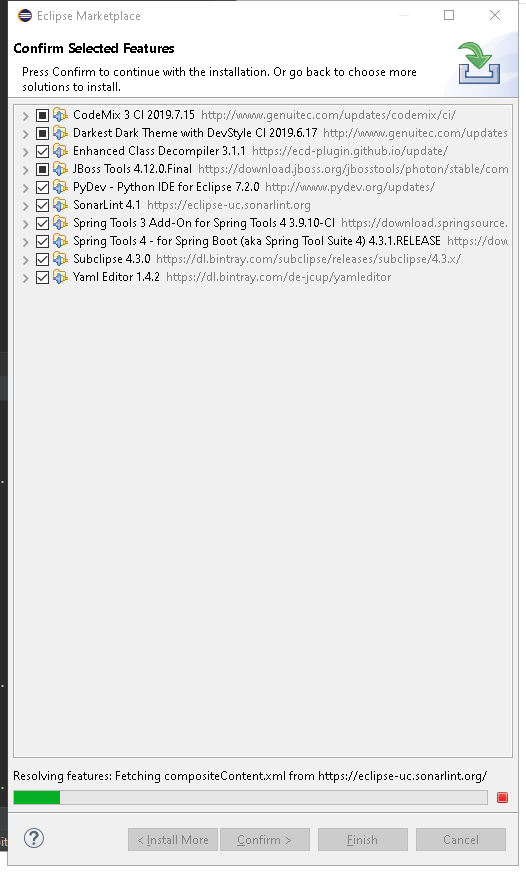 Eclipse Marketplace
Confirm Selected Features
Press Confirm to continue with the installation. Or go back to choose more
solutions to install.
CodeMix 3 CI 2019.7.15 http://www.genuitec.com/updates/codemix/ci/
Darkest Dark Theme with DevStyle CI 2019.6.17 http://www.genuitec.com/updates
Enhanced Class Decompiler 3.1.1 https://ecd-plugin.github.io/update/
JBoss Tools 4.12.0.Final https://download.jboss.org/jbosstools/photon/stable/com
PyDev - Python IDE for Eclipse 7.2.0 http://www.pydev.org/updates/
SonarLint 4.1 https://eclipse-uc.sonarlint.org
Spring Tools 3 Add-On for Spring Tools 4 3.9.10-CI https://download.springsource.
Spring Tools 4 - for Spring Boot (aka Spring Tool Suite 4) 4.3.1.RELEASE https://dow
Subclipse 4.3.0 https://dl.bintray.com/subclipse/releases/subclipse/4.3.x/
Yaml Editor 1.4.2 https://dl.bintray.com/de-jcup/yamleditor
Resolving features: Fetching compositeContent.xml from https://eclipse-uc.sonarlint.org/
? < Install More Confirm > Finish Cancel